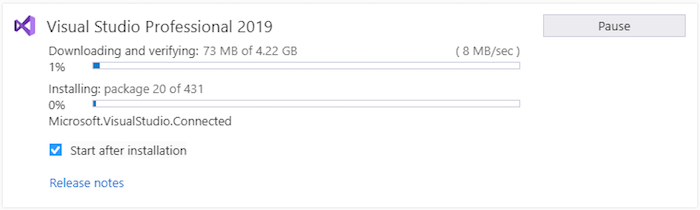 Visual Studio Professional 2019
Pause
Downloading and verifying: 73 MB of 4.22 GB ( 8 MB/sec )
1%
Installing: package 20 of 431
0%
Microsoft.VisualStudio.Connected
Start after installation
Release notes